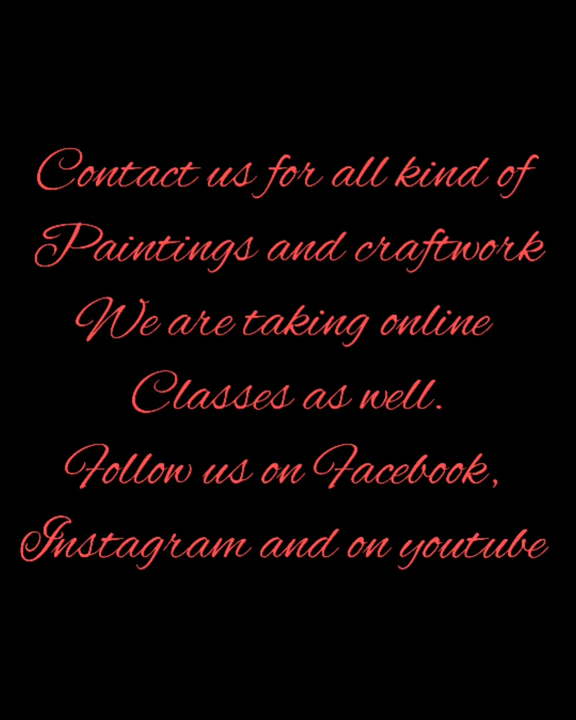 Contact us for all kind of
Paintings and craftwork
We are taking online
Classes as well.
Follow us on Facebook,
Instagram and on youtube